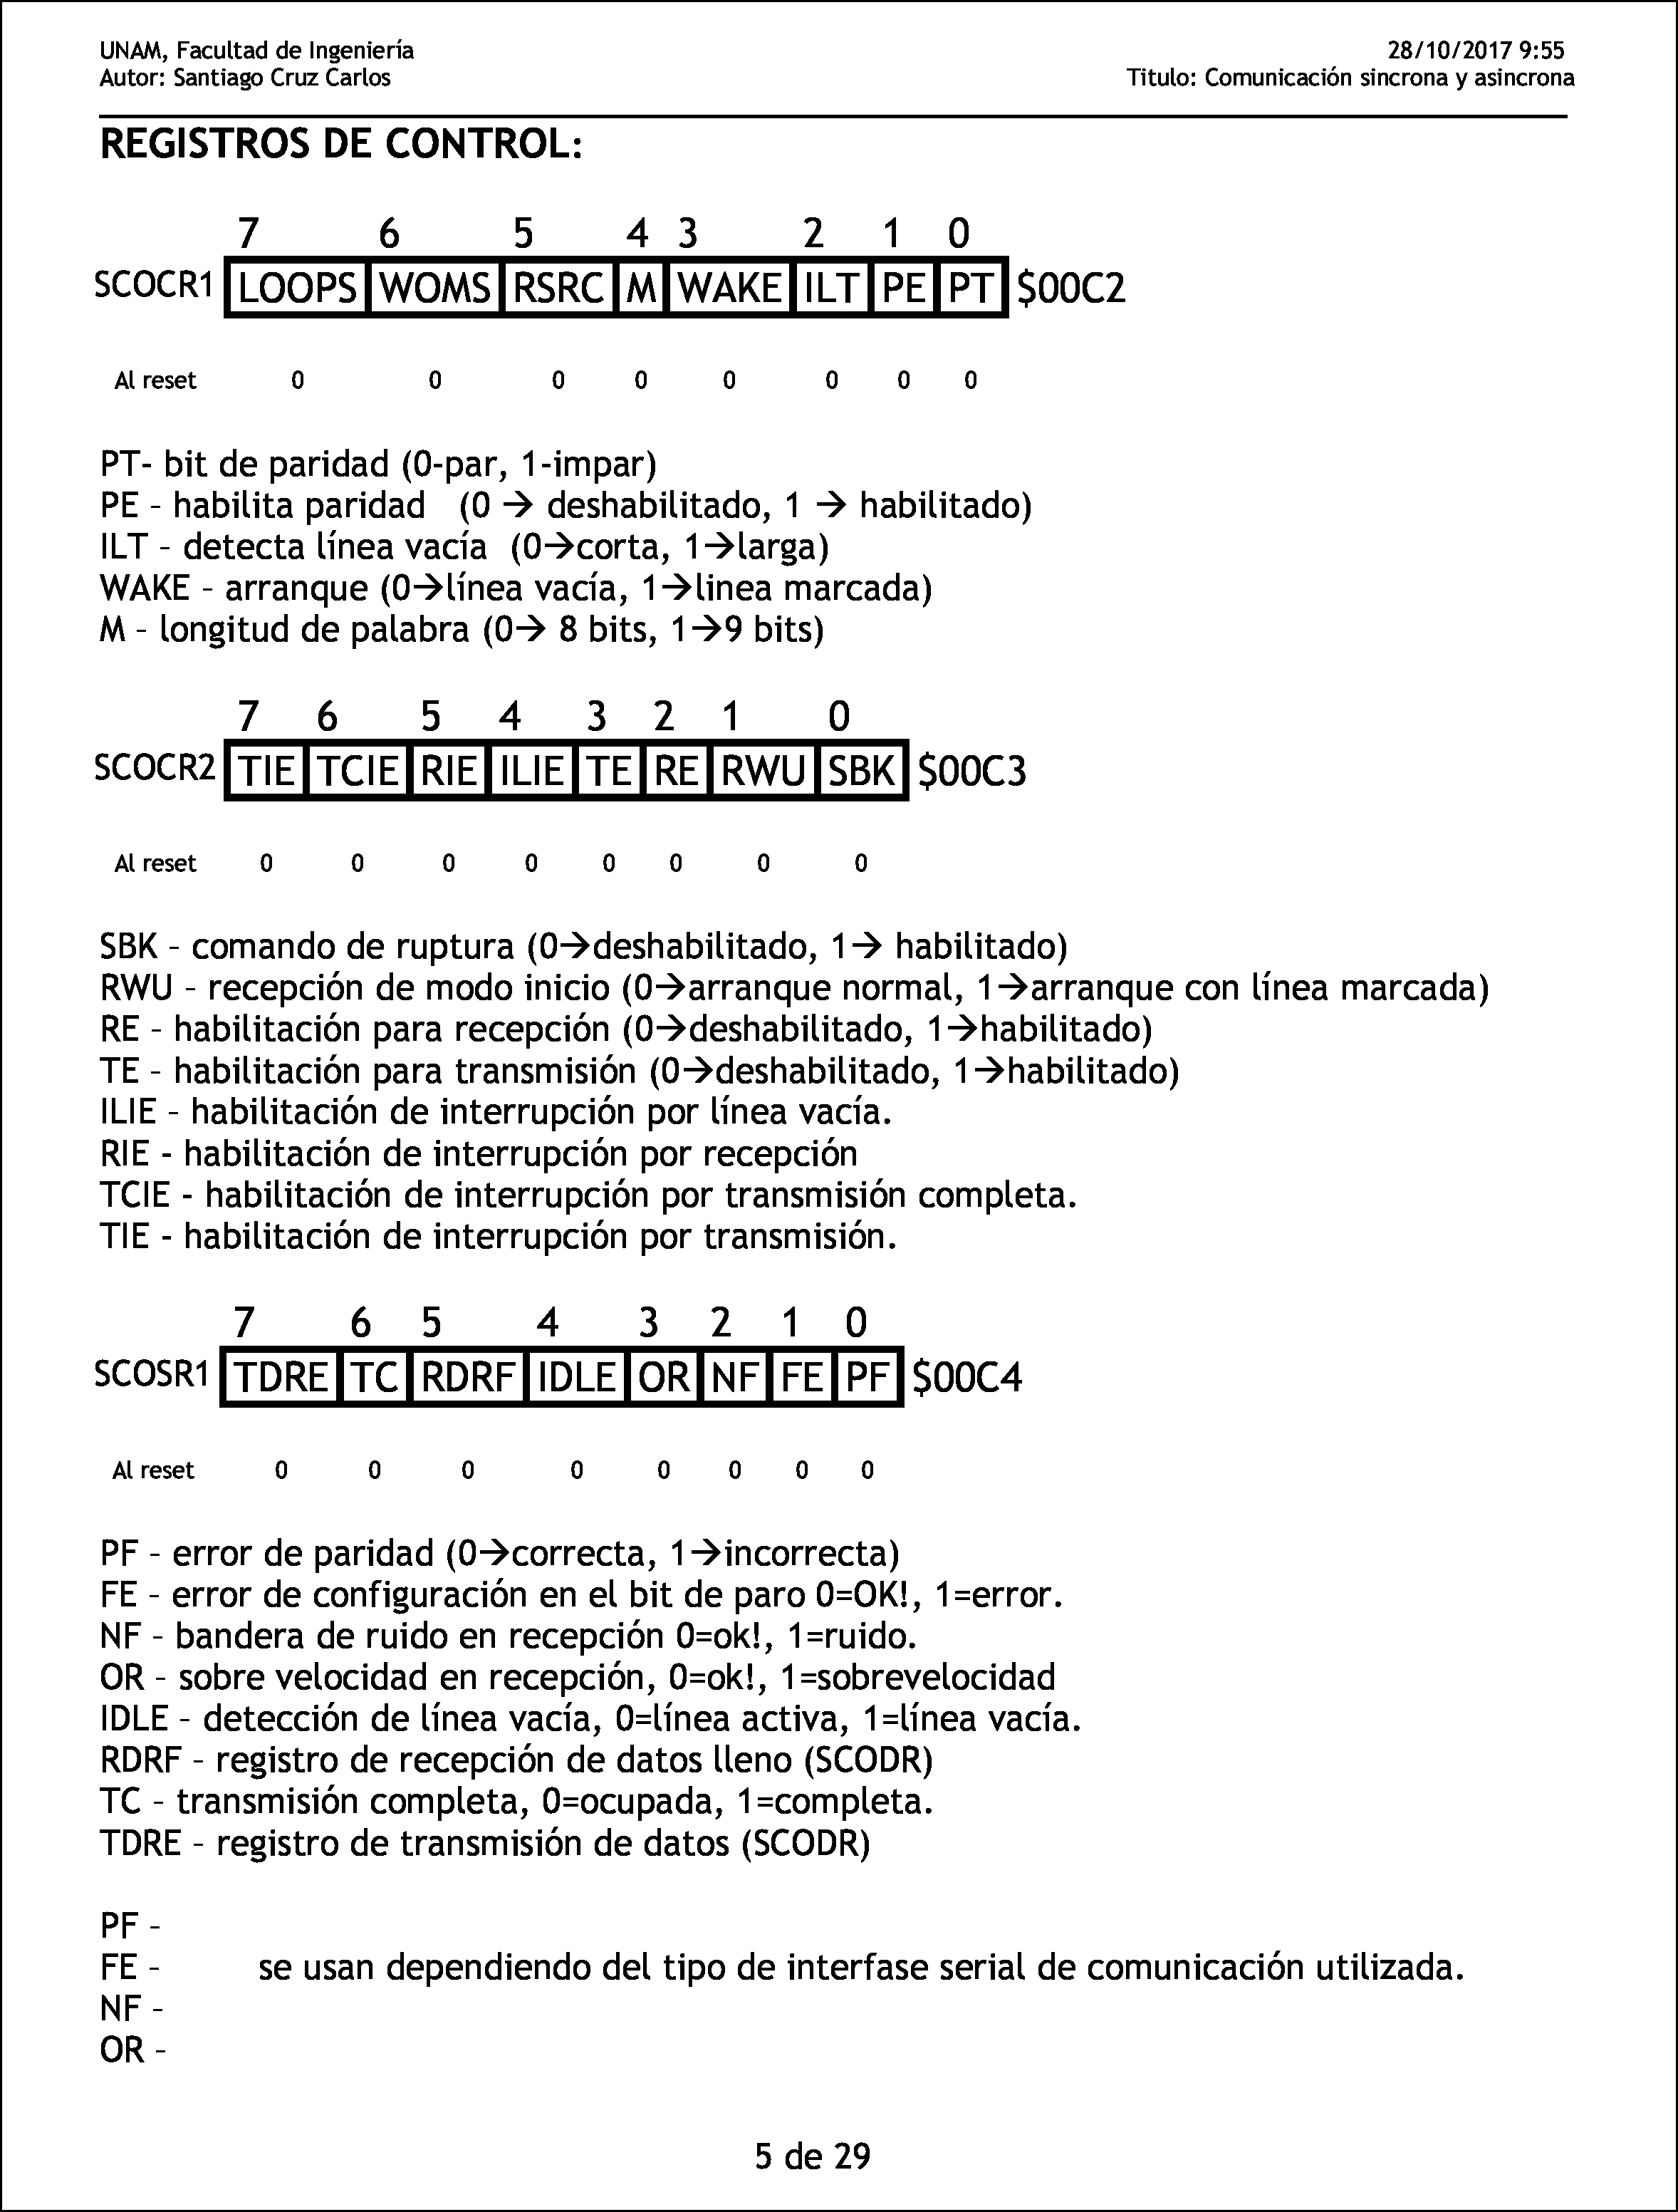 UNAM, Facultad de Ingeniería 28/10/2017 9:55
Autor: Santiago Cruz Carlos Titulo: Comunicación sincrona y asincrona
REGISTROS DE CONTROL:
7 6 5 4 3 2 1 0
SCOCR1 LOOPS WOMS RSRC M WAKE ILT PE PT $00C2
Al reset 0 0 0 0 0 0 0 0
PT- bit de paridad (0-par, 1-impar)
PE – habilita paridad (0 → deshabilitado, 1 → habilitado)
ILT – detecta línea vacía (0→corta, 1→larga)
WAKE – arranque (0→línea vacía, 1→linea marcada)
M – longitud de palabra (0→ 8 bits, 1→9 bits)
7 6 5 4 3 2 1 0
SCOCR2 TIE TCIE RIE ILIE TE RE RWU SBK $00C3
Al reset 0 0 0 0 0 0 0 0
SBK – comando de ruptura (0→deshabilitado, 1→ habilitado)
RWU – recepción de modo inicio (0→arranque normal, 1→arranque con línea marcada)
RE – habilitación para recepción (0→deshabilitado, 1→habilitado)
TE – habilitación para transmisión (0→deshabilitado, 1→habilitado)
ILIE – habilitación de interrupción por línea vacía.
RIE - habilitación de interrupción por recepción
TCIE - habilitación de interrupción por transmisión completa.
TIE - habilitación de interrupción por transmisión.
7 6 5 4 3 2 1 0
SCOSR1 TDRE TC RDRF IDLE OR NF FE PF $00C4
Al reset 0 0 0 0 0 0 0 0
PF – error de paridad (0→correcta, 1→incorrecta)
FE – error de configuración en el bit de paro 0=OK!, 1=error.
NF – bandera de ruido en recepción 0=ok!, 1=ruido.
OR – sobre velocidad en recepción, 0=ok!, 1=sobrevelocidad
IDLE – detección de línea vacía, 0=línea activa, 1=línea vacía.
RDRF – registro de recepción de datos lleno (SCODR)
TC – transmisión completa, 0=ocupada, 1=completa.
TDRE – registro de transmisión de datos (SCODR)
PF –
FE – se usan dependiendo del tipo de interfase serial de comunicación utilizada.
NF –
OR –
5 de 29